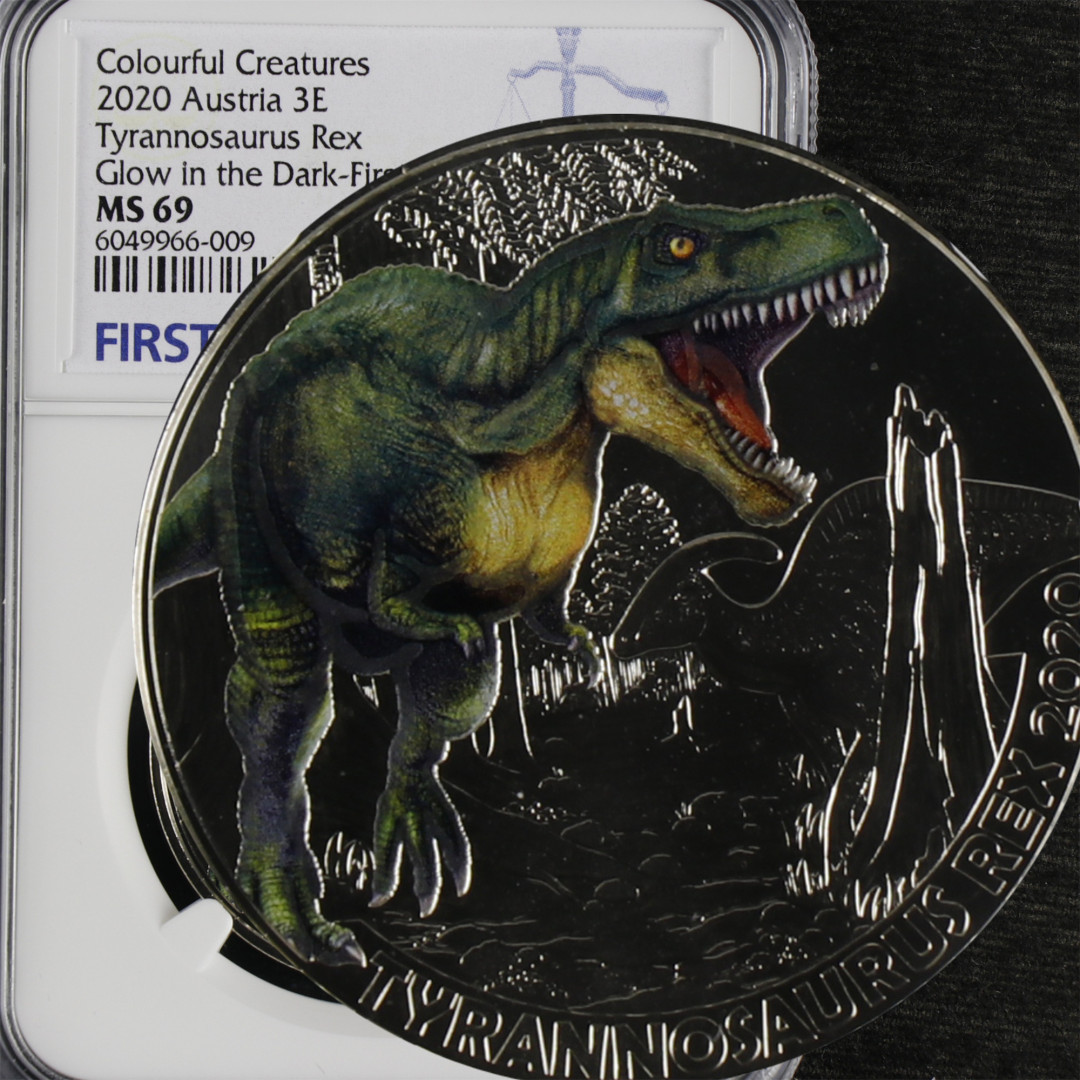 Colourful Creatures
2020 Austria 3E
Tyrannosaurus Rex
Glow in the Dark-Firs
MS 69
6049966-009
FIRST
TYRANNOSAURUS REX 2020